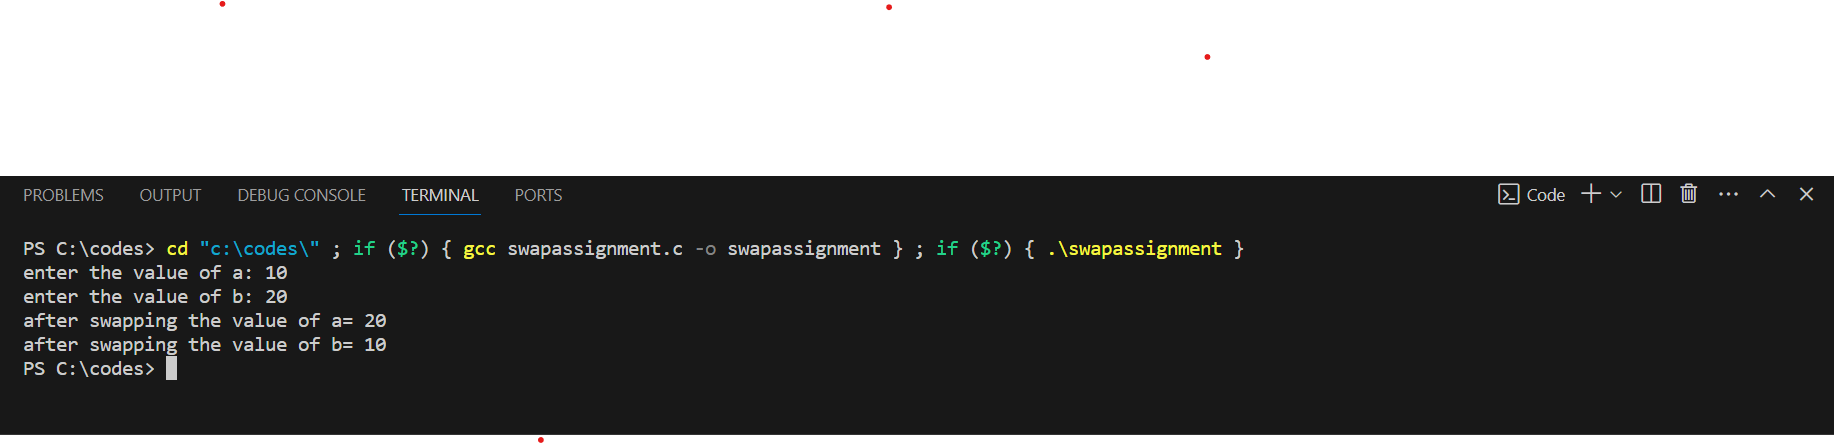 PROBLEMS OUTPUT DEBUG CONSOLE TERMINAL PORTS Code
PS C:\codes> cd "c:\codes\" ; if ($?) { gcc swapassignment.c -o swapassignment } ; if ($?) { .\swapassignment }
enter the value of a: 10
enter the value of b: 20
after swapping the value of a= 20
after swapping the value of b= 10
PS C:\codes>